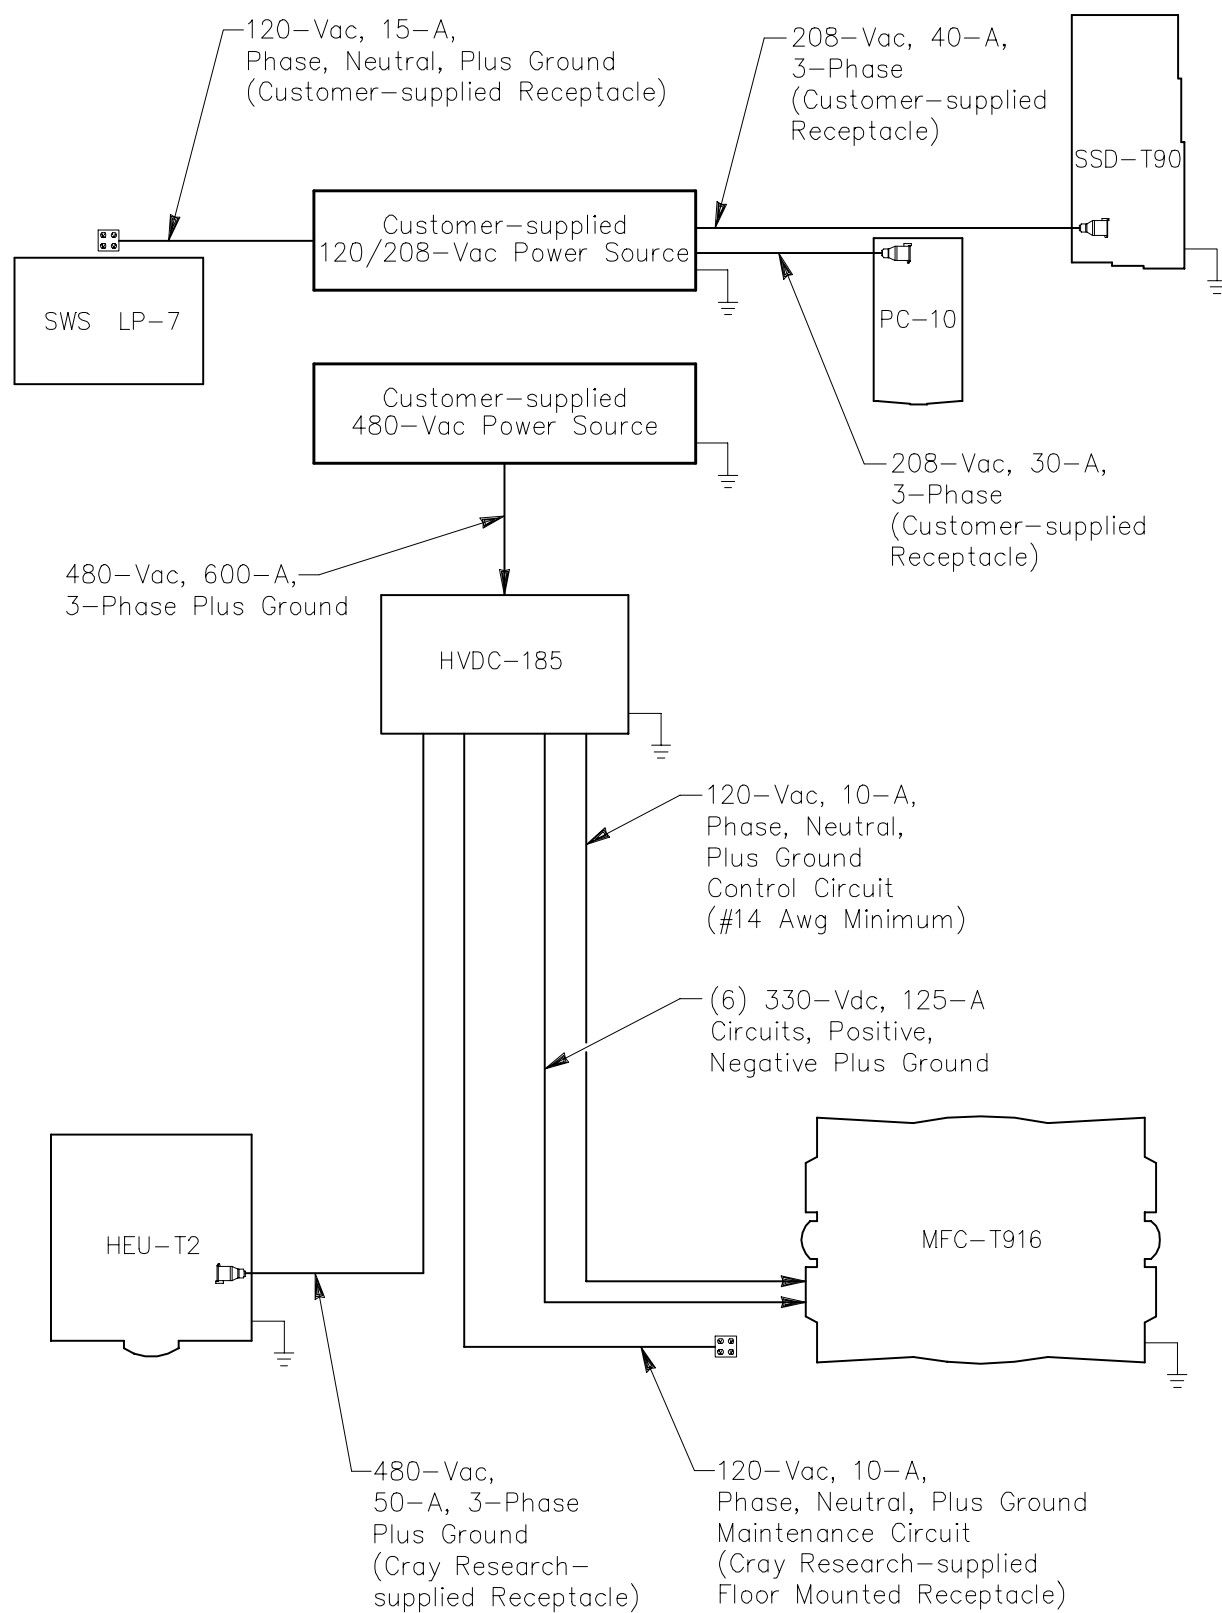 120-Vac, 15-A,
Phase, Neutral, Plus Ground
(Customer-supplied Receptacle)
208-Vac, 40-A,
3-Phase
(Customer-supplied
Receptacle)
SSD-T90
Customer-supplied
120/208-Vac Power Source
SWS LP-7
PC-10
Customer-supplied
480-Vac Power Source
208-Vac, 30-A,
3-Phase
(Customer-supplied
Receptacle)
480-Vac, 600-A,
3-Phase Plus Ground
HVDC-185
120-Vac, 10-A,
Phase, Neutral,
Plus Ground
Control Circuit
(#14 Awg Minimum)
(6) 330-Vdc, 125-A
Circuits, Positive,
Negative Plus Ground
HEU-T2
MFC-T916
480-Vac,
50-A, 3-Phase
Plus Ground
(Cray Research-
supplied Receptacle)
120-Vac, 10-A,
Phase, Neutral, Plus Ground
Maintenance Circuit
(Cray Research-supplied
Floor Mounted Receptacle)